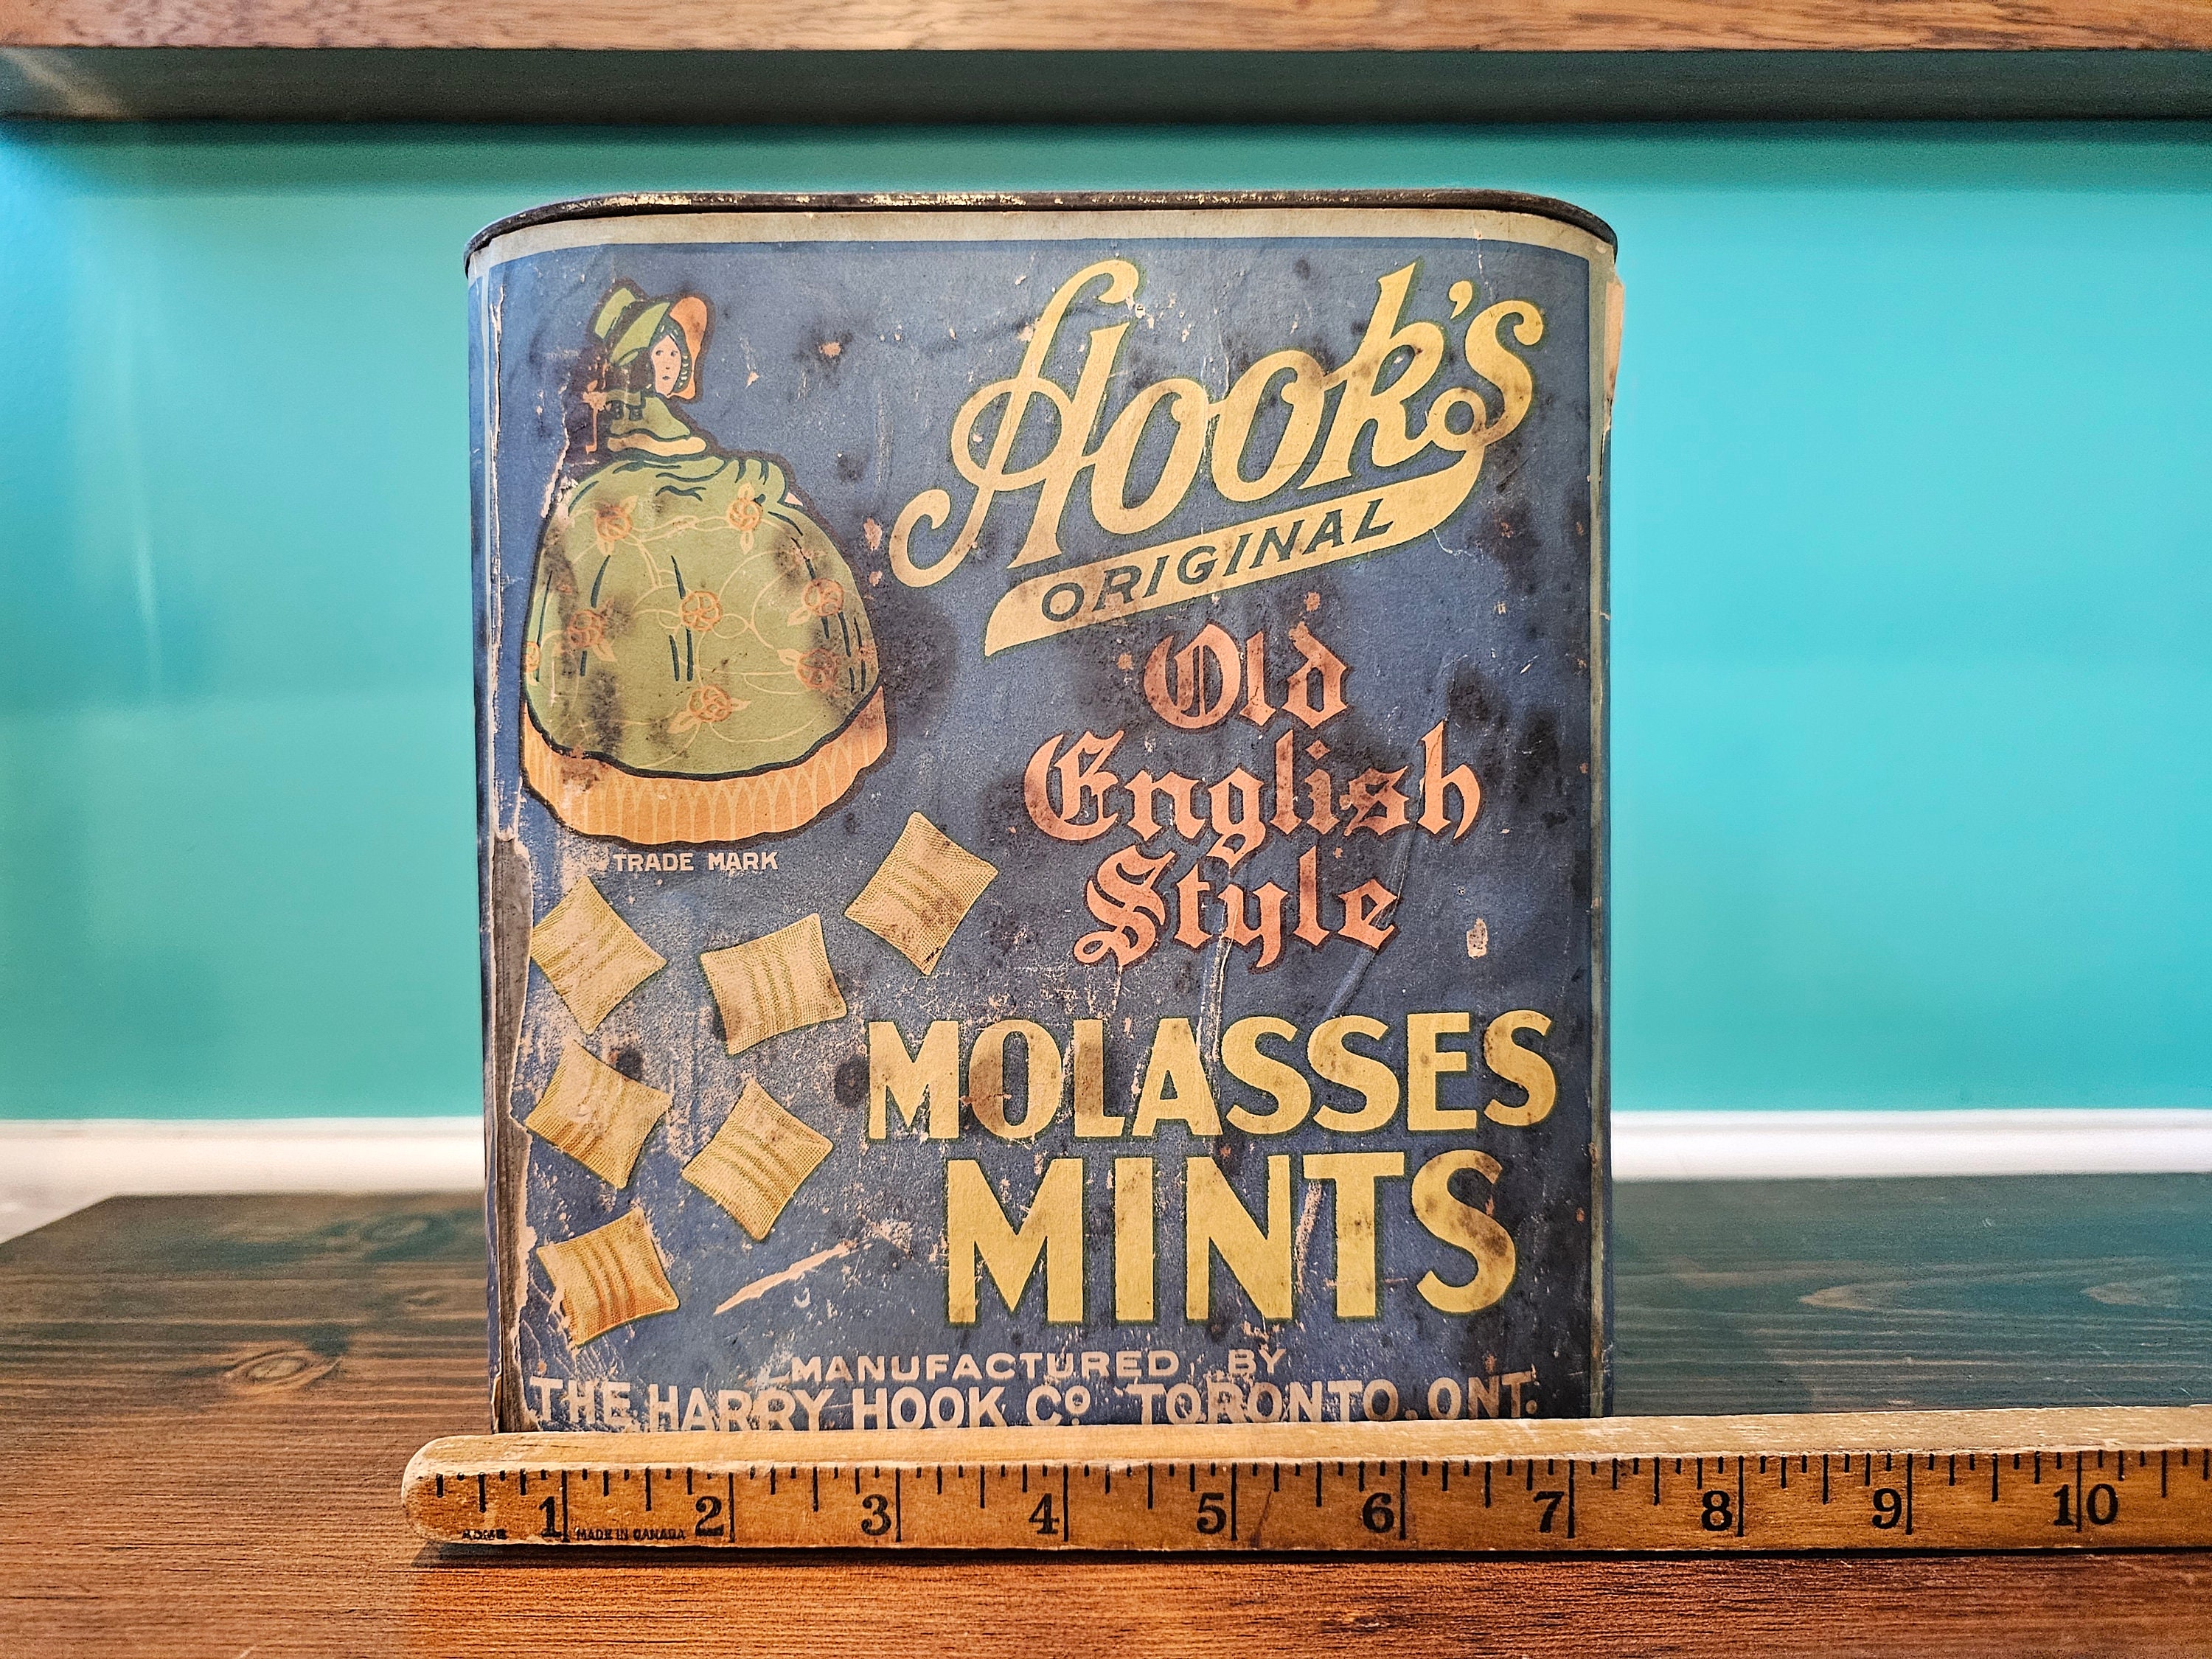 Hook's
ORIGINAL
Old
English
Style
TRADE MARK
MOLASSES
MINTS
MANUFACTURED BY
THE HARRY HOOK Cº TORONTO, ONT.
1 2 3 4 5 6 7 8 9 10
MADE IN CANADA